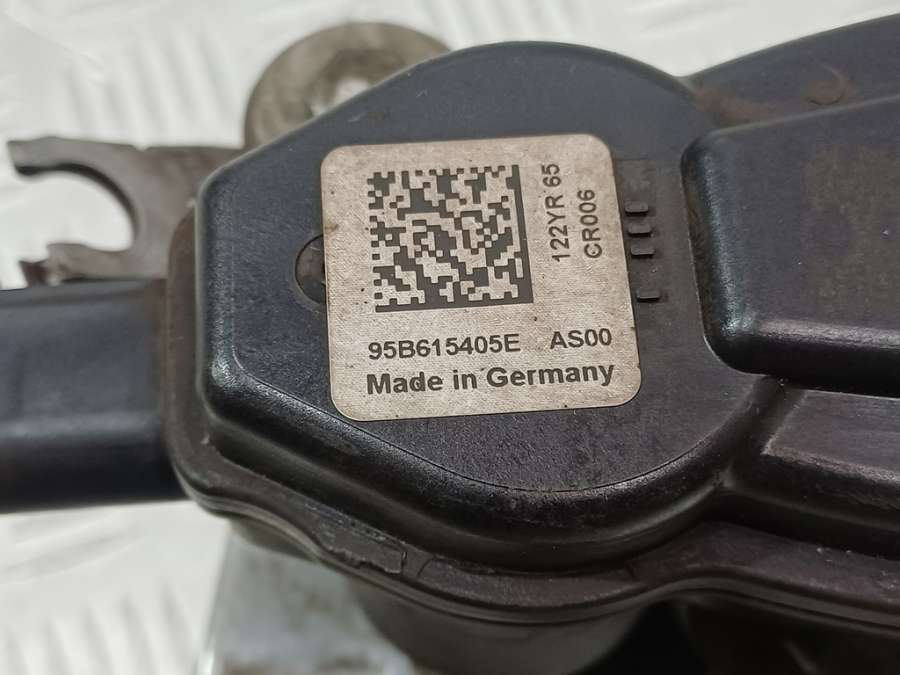 122YR 65
CR006
95B615405E AS00
Made in Germany